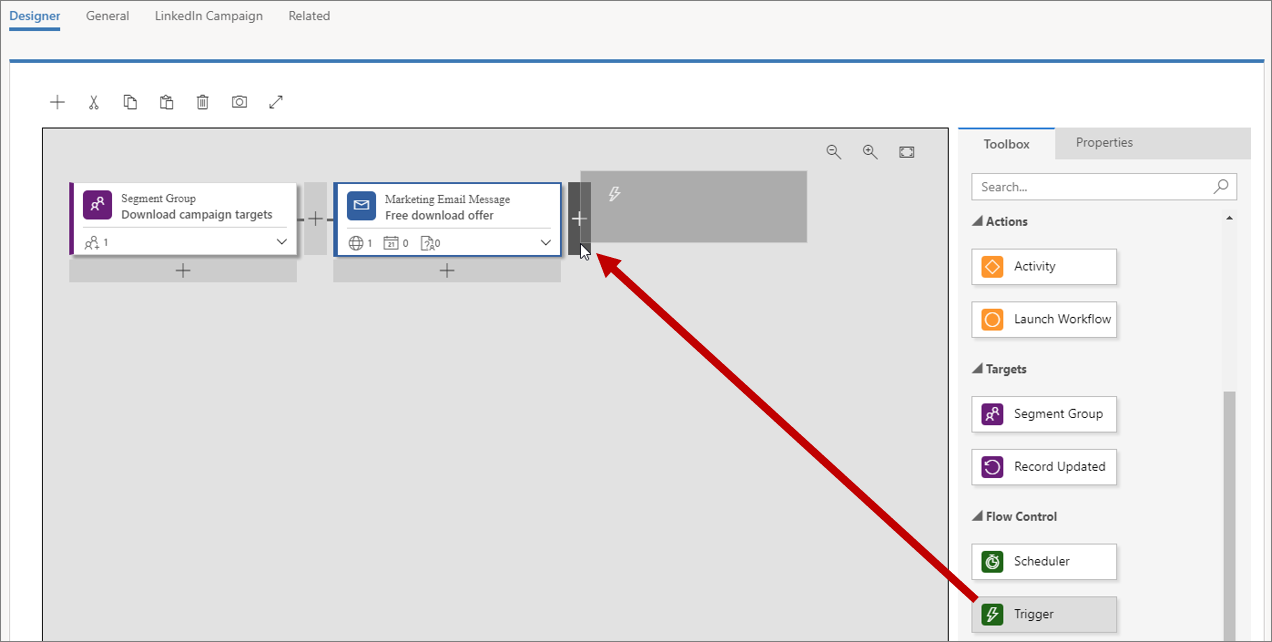 Designer General LinkedIn Campaign Related
Toolbox Properties
Search...
Segment Group
Download campaign targets
1
Marketing Email Message
Free download offer
1 21 0 ? 0
Actions
Activity
Launch Workflow
Targets
Segment Group
Record Updated
Flow Control
Scheduler
Trigger